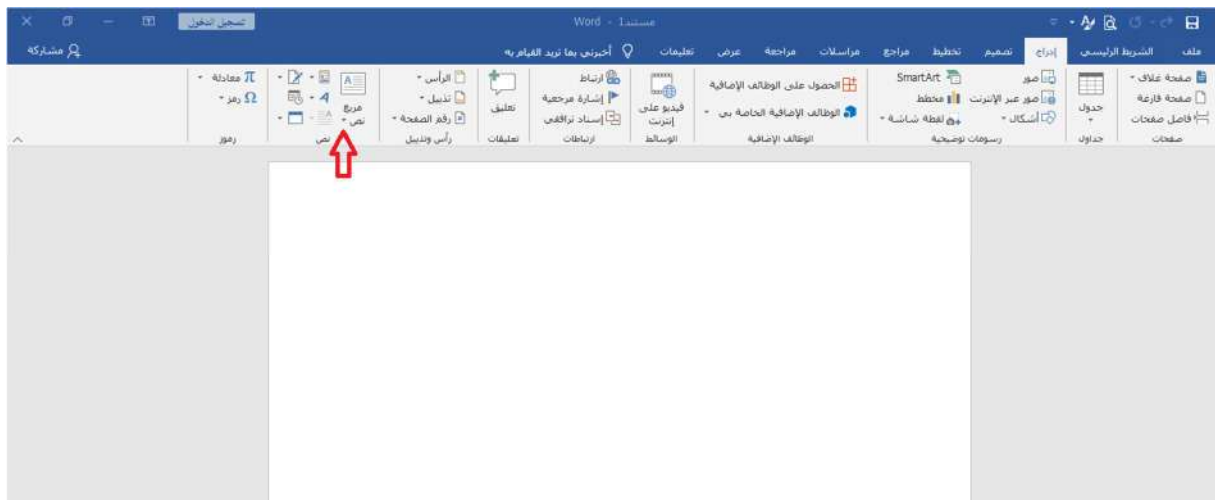 تسجيل الدخول
مستند1 - Word
ملف الشريط الرئيسي إدراج تصميم تخطيط مراجع مراسلات مراجعة عرض تعليمات أخبرني بما تريد القيام به مشاركة
صفحة غلاف
صفحة فارغة
فاصل صفحات
صفحات
جدول
جداول
صور
صور عبر الإنترنت
أشكال
SmartArt
مخطط
لقطة شاشة
رسومات توضيحية
الحصول على الوظائف الإضافية
الوظائف الإضافية الخاصة بي
الوظائف الإضافية
فيديو على
إنترنت
الوسائط
ارتباط
إشارة مرجعية
إسناد ترافقي
ارتباطات
تعليق
تعليقات
الرأس
تذييل
رقم الصفحة
رأس وتذييل
مربع
نص
نص
π معادلة
Ω رمز
رموز